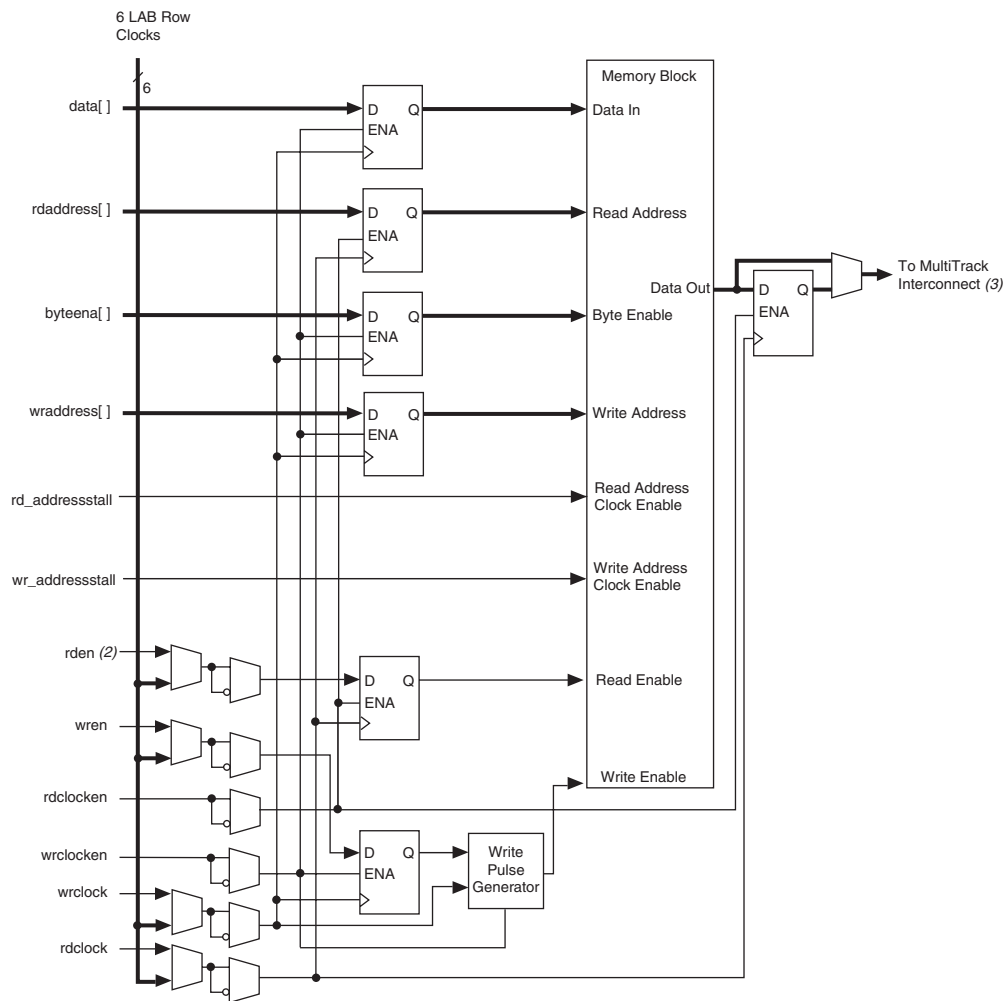 6 LAB Row
Clocks
6
data[ ]
D Q
ENA
Memory Block
Data In
rdaddress[ ]
D Q
ENA
Read Address
Data Out
D Q
ENA
To MultiTrack
Interconnect (3)
byteena[ ]
D Q
ENA
Byte Enable
wraddress[ ]
D Q
ENA
Write Address
rd_addressstall
Read Address
Clock Enable
wr_addressstall
Write Address
Clock Enable
rden (2)
D Q
ENA
Read Enable
wren
Write Enable
rdclocken
wrclocken
D Q
ENA
Write
Pulse
Generator
wrclock
rdclock